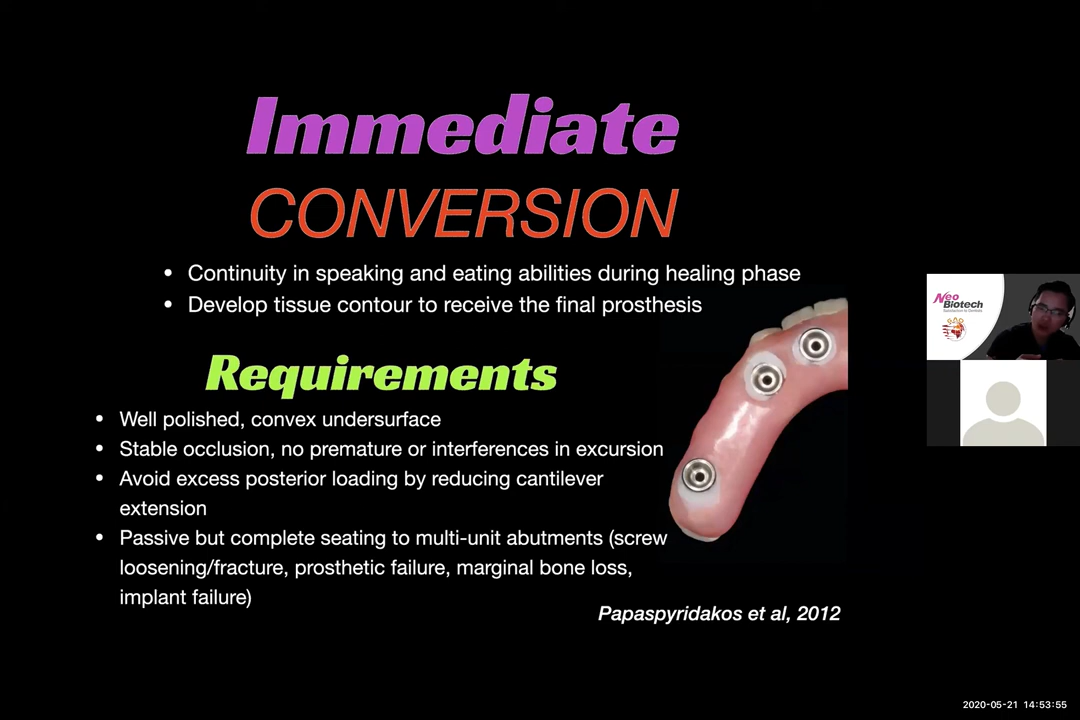 Immediate
CONVERSION
• Continuity in speaking and eating abilities during healing phase
• Develop tissue contour to receive the final prosthesis
Requirements
• Well polished, convex undersurface
• Stable occlusion, no premature or interferences in excursion
• Avoid excess posterior loading by reducing cantilever
extension
• Passive but complete seating to multi-unit abutments (screw
loosening/fracture, prosthetic failure, marginal bone loss,
implant failure)
Papaspyridakos et al, 2012
Neo
Biotech
2020-05-21 14:53:55